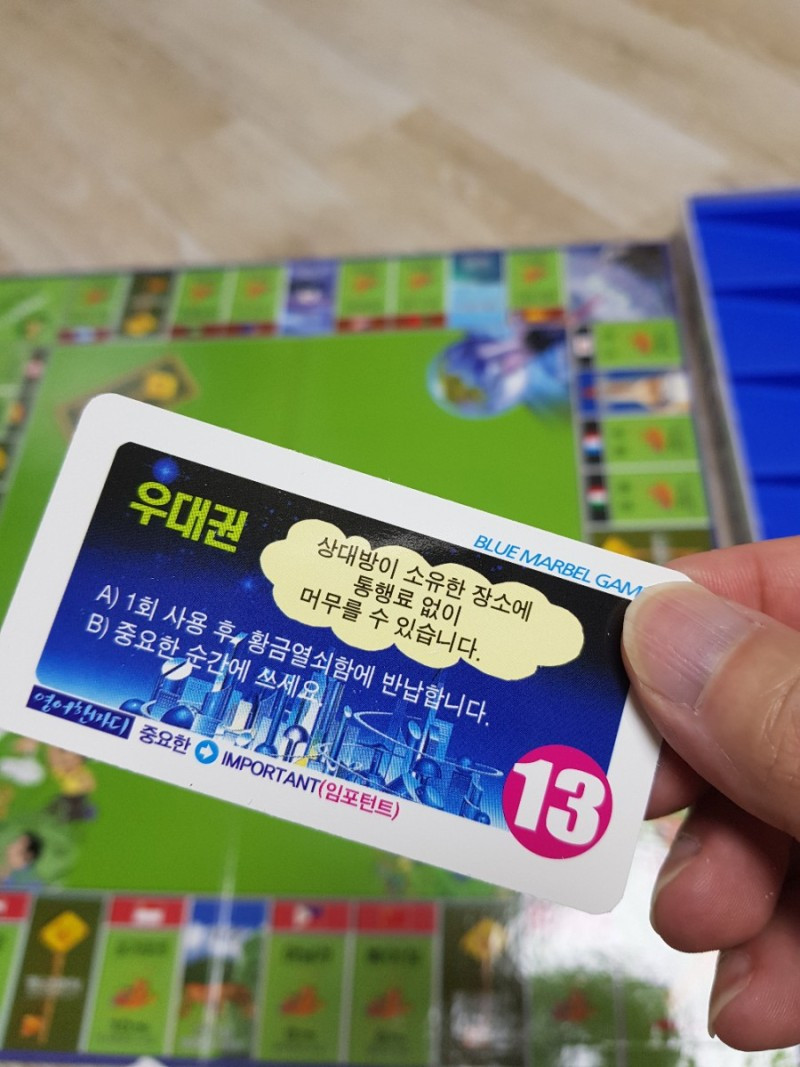 우대권
BLUE MARBEL GAM
상대방이 소유한 장소에
통행료 없이
머무를 수 있습니다.
A) 1회 사용 후, 황금열쇠함에 반납합니다.
B) 중요한 순간에 쓰세요.
영어한마디 중요한 IMPORTANT(임포턴트)
13